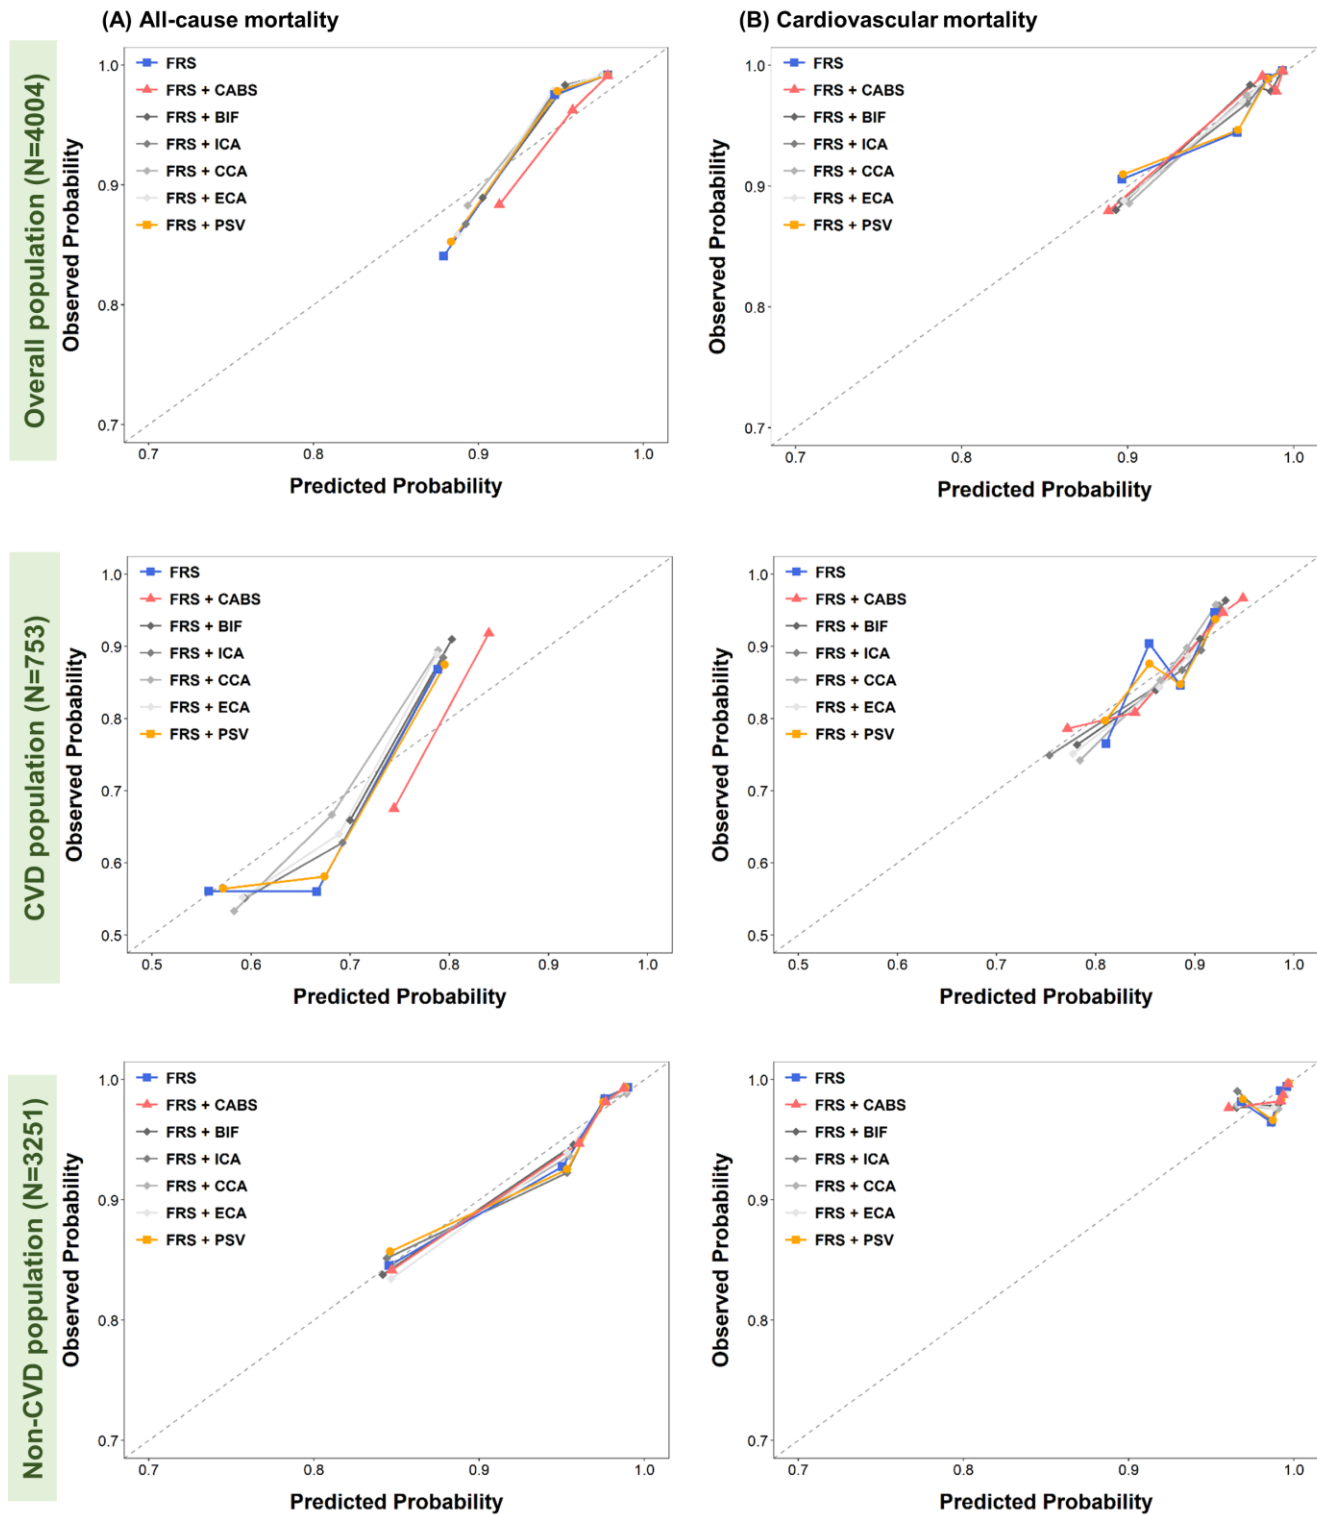 (A) All-cause mortality
(B) Cardiovascular mortality
Overall population (N=4004)
Observed Probability
1.0
0.9
0.8
0.7
FRS
FRS + CABS
FRS + BIF
FRS + ICA
FRS + CCA
FRS + ECA
FRS + PSV
0.7 0.8 0.9 1.0
Predicted Probability
Observed Probability
1.0
0.9
0.8
0.7
FRS
FRS + CABS
FRS + BIF
FRS + ICA
FRS + CCA
FRS + ECA
FRS + PSV
0.7 0.8 0.9 1.0
Predicted Probability
CVD population (N=753)
Observed Probability
1.0
0.9
0.8
0.7
0.6
0.5
FRS
FRS + CABS
FRS + BIF
FRS + ICA
FRS + CCA
FRS + ECA
FRS + PSV
0.5 0.6 0.7 0.8 0.9 1.0
Predicted Probability
Observed Probability
1.0
0.9
0.8
0.7
0.6
0.5
FRS
FRS + CABS
FRS + BIF
FRS + ICA
FRS + CCA
FRS + ECA
FRS + PSV
0.5 0.6 0.7 0.8 0.9 1.0
Predicted Probability
Non-CVD population (N=3251)
Observed Probability
1.0
0.9
0.8
0.7
FRS
FRS + CABS
FRS + BIF
FRS + ICA
FRS + CCA
FRS + ECA
FRS + PSV
0.7 0.8 0.9 1.0
Predicted Probability
Observed Probability
1.0
0.9
0.8
0.7
FRS
FRS + CABS
FRS + BIF
FRS + ICA
FRS + CCA
FRS + ECA
FRS + PSV
0.7 0.8 0.9 1.0
Predicted Probability